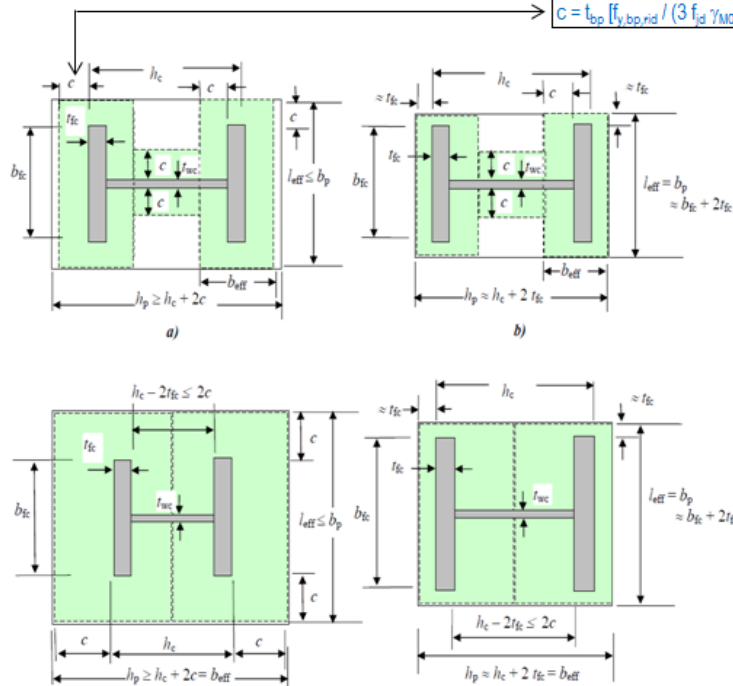 c = t_bp [f_y,bp,rid / (3 f_jd γ_M0
h_c
c
c
t_fc
c
b_fc
c
t_wc
c
l_eff ≤ b_p
b_eff
h_p ≥ h_c + 2c
a)
h_c
≈ t_fc
c
≈ t_fc
t_fc
b_fc
c
t_wc
c
l_eff = b_p
≈ b_fc + 2t_fc
b_eff
h_p ≈ h_c + 2 t_fc
b)
h_c – 2t_fc ≤ 2c
t_fc
c
b_fc
t_wc
l_eff ≤ b_p
c
c
h_c
c
h_p ≥ h_c + 2c = b_eff
h_c
≈ t_fc
≈ t_fc
t_fc
b_fc
t_wc
l_eff = b_p
≈ b_fc + 2t_f
h_c – 2t_fc ≤ 2c
h_p ≈ h_c + 2 t_fc = b_eff